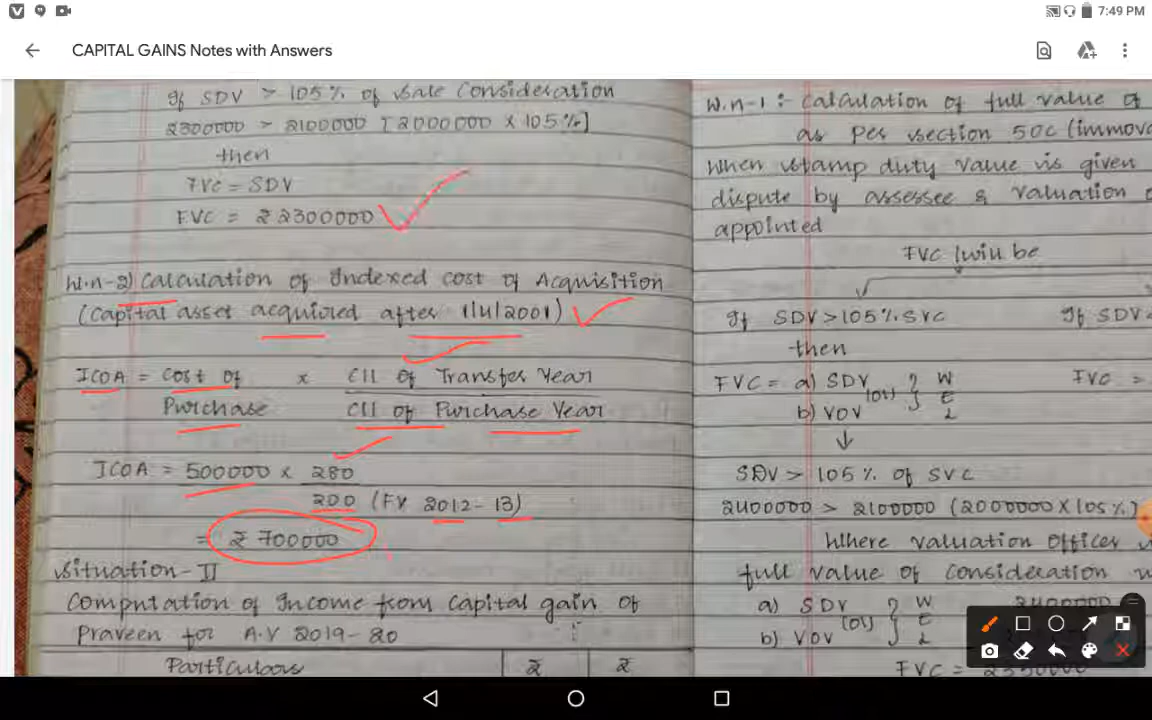 7:49 PM
CAPITAL GAINS Notes with Answers
If SDV > 105% of Sale Consideration
2300000 > 2100000 [2000000 x 105%]
then
FVC = SDV
FVC = ₹ 2300000
W.n-2) Calculation of Indexed cost of Acquisition
(Capital asset acquired after 1/4/2001)
ICOA = Cost of x CII of Transfer Year
Purchase CII of Purchase Year
ICOA = 500000 x 280
200 (FY 2012-13)
= ₹ 700000
Situation-II
Computation of Income from Capital gain of
Praveen for A.Y 2019-20
Particulars ₹ ₹
W.n-1:- Calculation of full value of
as per section 50C (immov
When stamp duty value is given
dispute by assessee & valuation o
appointed
FVC will be
If SDV > 105% SVC If SDV
then
FVC = a) SDV (or) W E L FVC =
b) VOV
SDV > 105% of SVC
2400000 > 2100000 (2000000 x 105%)
Where valuation officer
full value of consideration
a) SDV (or) W E L 2400000
b) VOV
FVC = 2350000